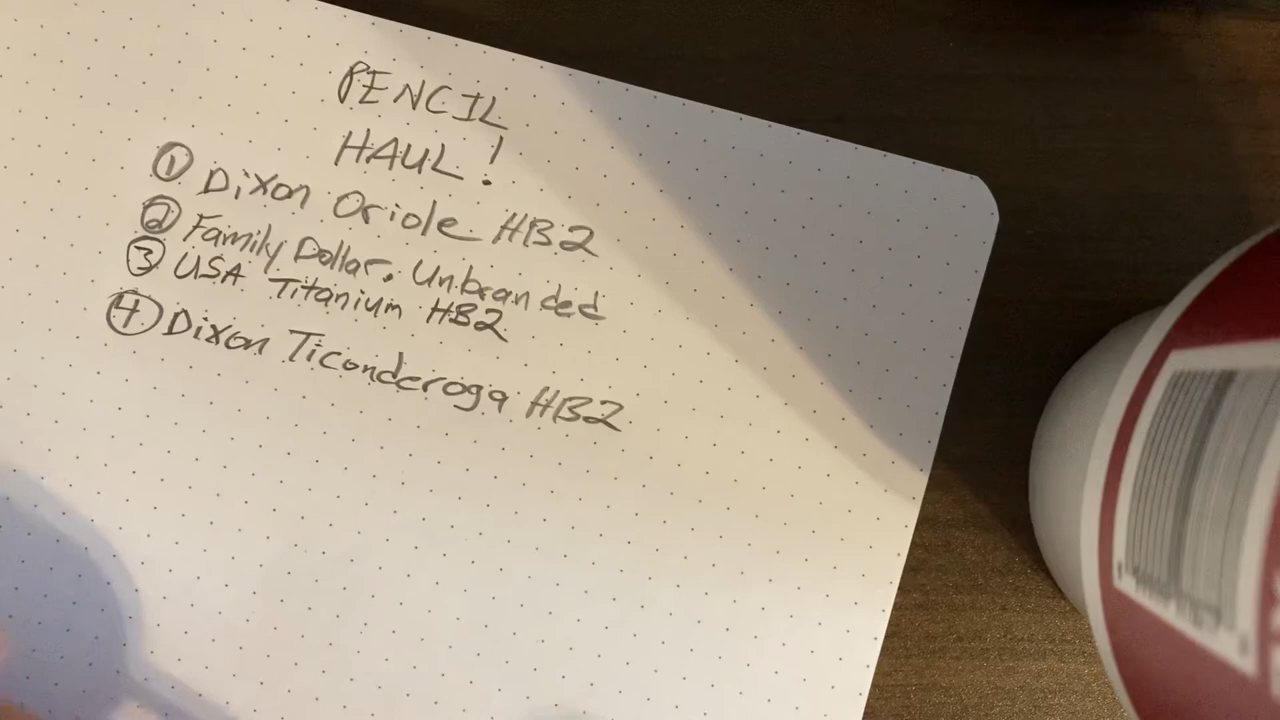 PENCIL
HAUL!
① Dixon Oriole HB2
② Family Dollar. Unbranded
③ USA Titanium HB2
④ Dixon Ticonderoga HB2